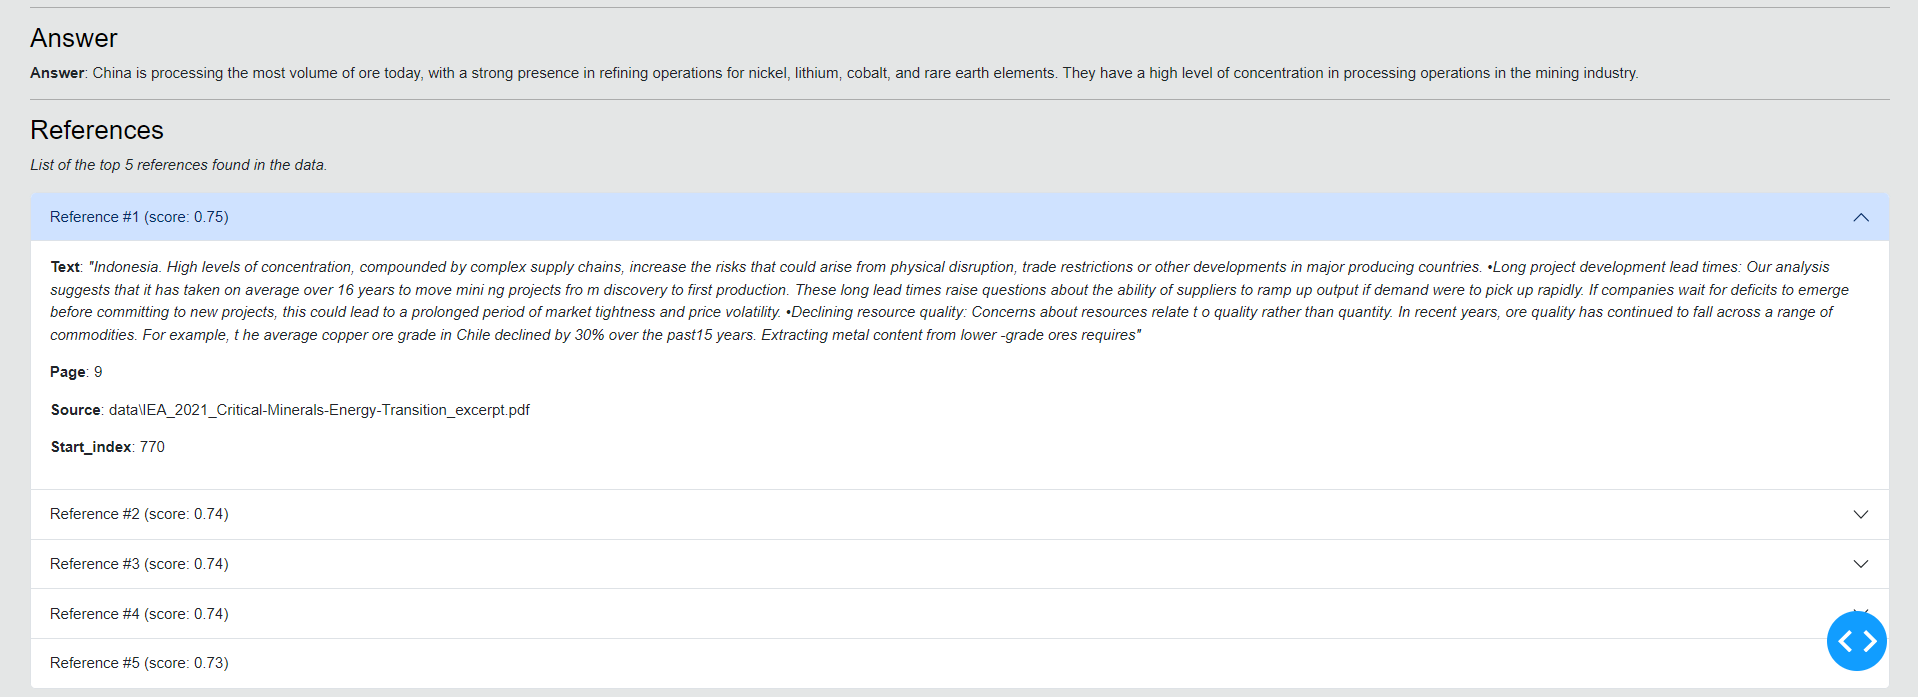 Answer
Answer: China is processing the most volume of ore today, with a strong presence in refining operations for nickel, lithium, cobalt, and rare earth elements. They have a high level of concentration in processing operations in the mining industry.
References
List of the top 5 references found in the data.
Reference #1 (score: 0.75)
Text: "Indonesia. High levels of concentration, compounded by complex supply chains, increase the risks that could arise from physical disruption, trade restrictions or other developments in major producing countries. •Long project development lead times: Our analysis
suggests that it has taken on average over 16 years to move mini ng projects fro m discovery to first production. These long lead times raise questions about the ability of suppliers to ramp up output if demand were to pick up rapidly. If companies wait for deficits to emerge
before committing to new projects, this could lead to a prolonged period of market tightness and price volatility. •Declining resource quality: Concerns about resources relate t o quality rather than quantity. In recent years, ore quality has continued to fall across a range of
commodities. For example, t he average copper ore grade in Chile declined by 30% over the past15 years. Extracting metal content from lower -grade ores requires"
Page: 9
Source: data\IEA_2021_Critical-Minerals-Energy-Transition_excerpt.pdf
Start_index: 770
Reference #2 (score: 0.74)
Reference #3 (score: 0.74)
Reference #4 (score: 0.74)
Reference #5 (score: 0.73)